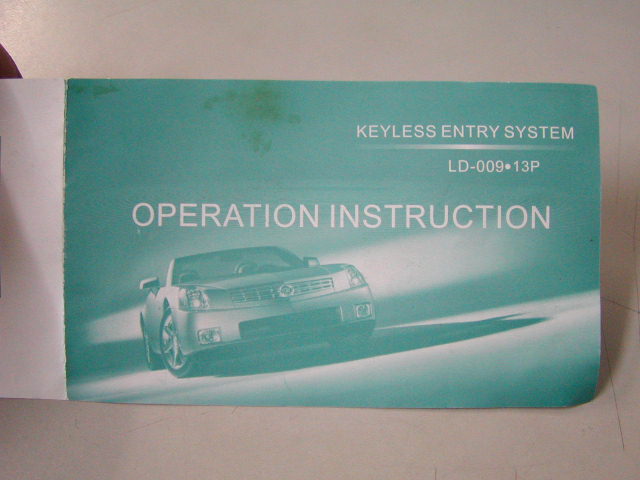 KEYLESS ENTRY SYSTEM
LD-009•13P
OPERATION INSTRUCTION